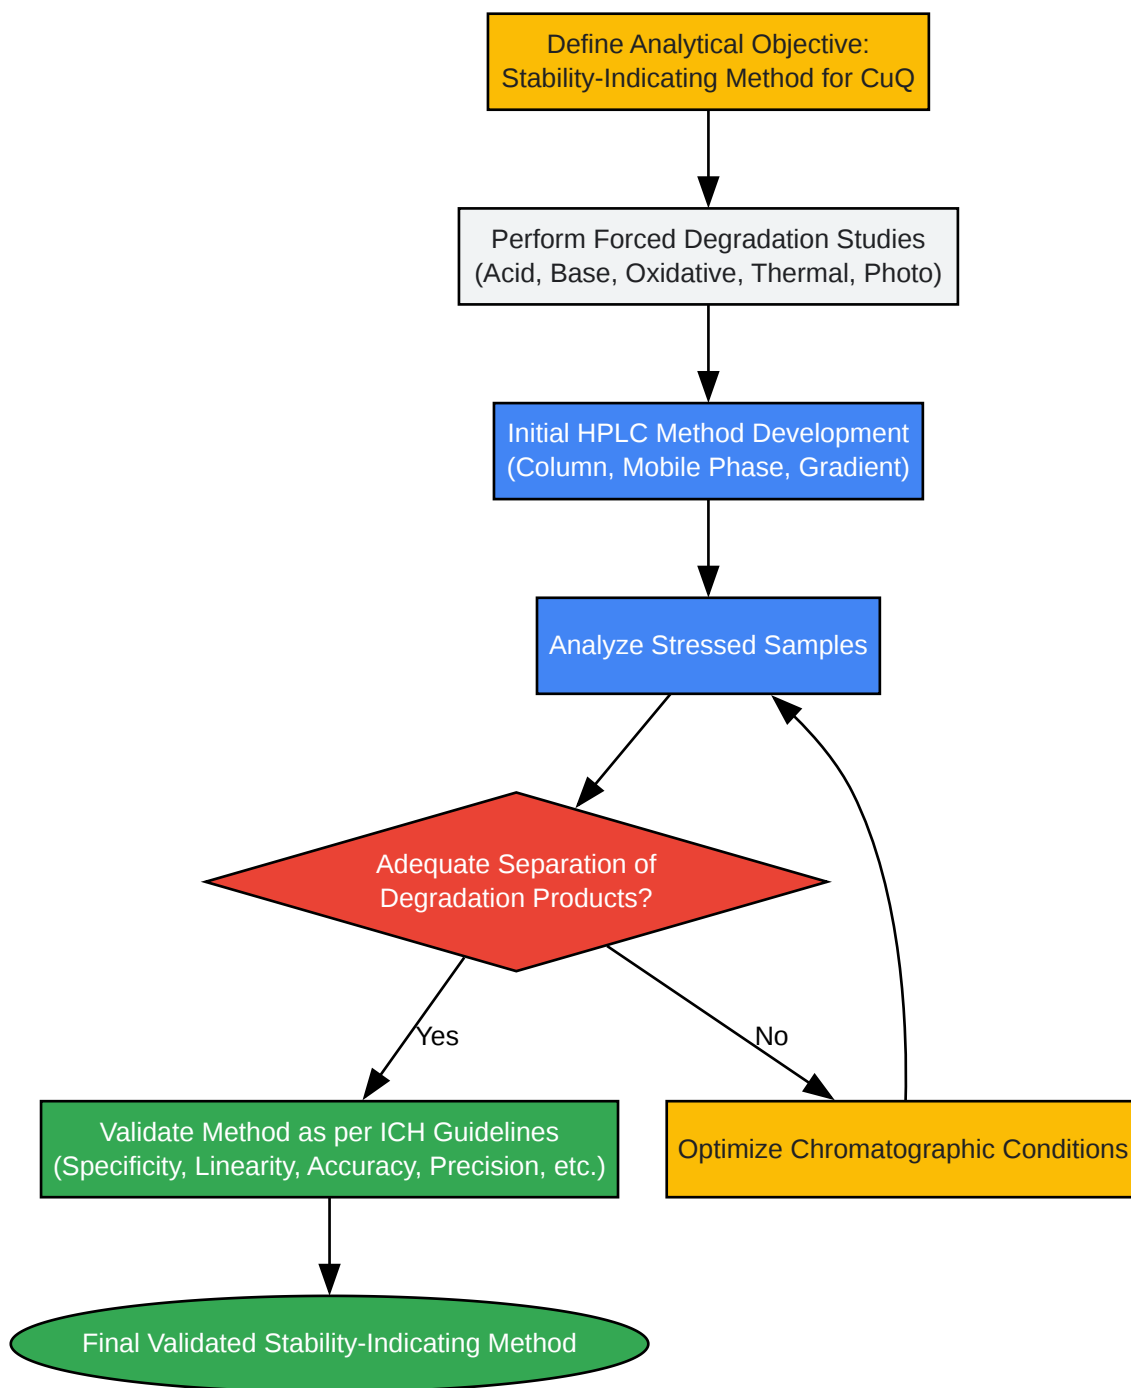 Define Analytical Objective:
Stability-Indicating Method for CuQ
Perform Forced Degradation Studies
(Acid, Base, Oxidative, Thermal, Photo)
Initial HPLC Method Development
(Column, Mobile Phase, Gradient)
Analyze Stressed Samples
Adequate Separation of
Degradation Products?
Yes
No
Validate Method as per ICH Guidelines
(Specificity, Linearity, Accuracy, Precision, etc.)
Optimize Chromatographic Conditions
Final Validated Stability-Indicating Method